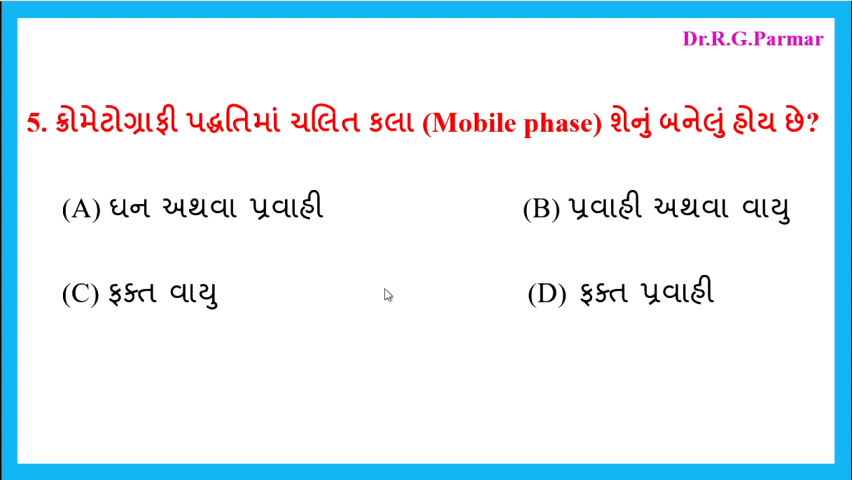 Dr.R.G.Parmar
5. ક્રોમેટોગ્રાફી પદ્ધતિમાં ચલિત કલા (Mobile phase) શેનું બનેલું હોય છે?
(A) ઘન અથવા પ્રવાહી (B) પ્રવાહી અથવા વાયુ
(C) ફક્ત વાયુ (D) ફક્ત પ્રવાહી